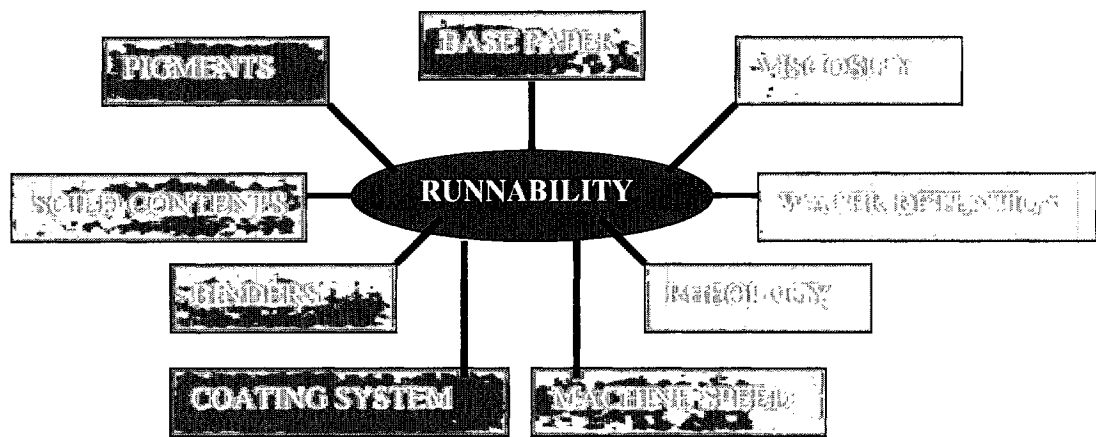 BASE PAPER
PIGMENTS
VISCOSITY
RUNNABILITY
SOLID CONTENTS
WATER RETENTION
BINDERS
RHEOLOGY
COATING SYSTEM
MACHINE SPEED